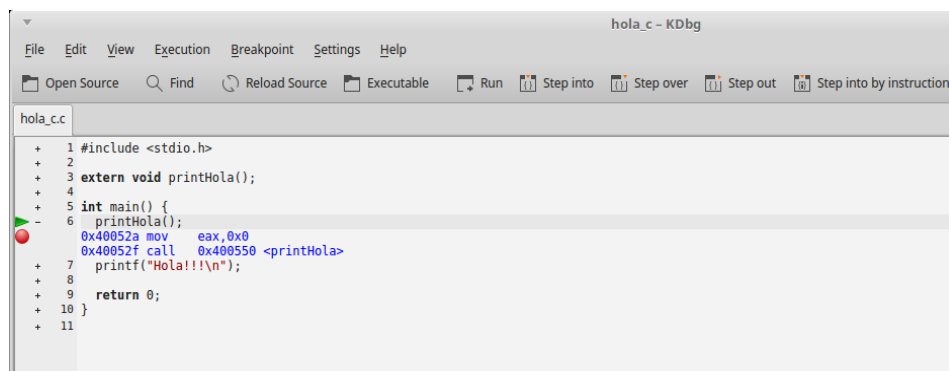 hola_c – KDbg
File Edit View Execution Breakpoint Settings Help
Open Source Find Reload Source Executable Run Step into Step over Step out Step into by instruction
hola_c.c
+ 1 #include <stdio.h>
+ 2
+ 3 extern void printHola();
+ 4
+ 5 int main() {
- 6 printHola();
0x40052a mov eax,0x0
0x40052f call 0x400550 <printHola>
+ 7 printf("Hola!!!\n");
+ 8
+ 9 return 0;
+ 10 }
+ 11